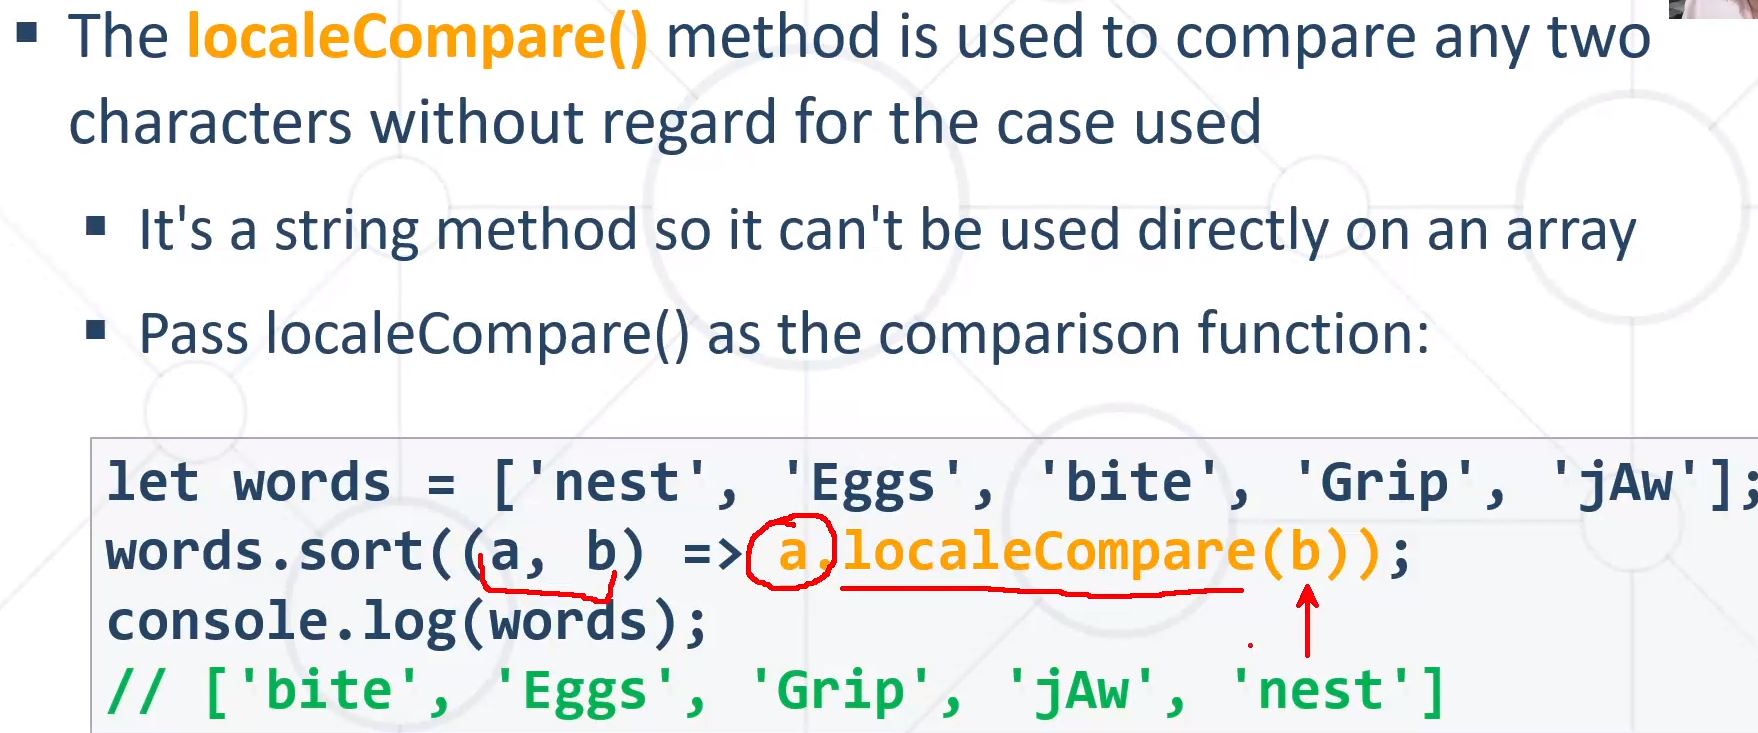 ▪ The localeCompare() method is used to compare any two
characters without regard for the case used
▪ It's a string method so it can't be used directly on an array
▪ Pass localeCompare() as the comparison function:
let words = ['nest', 'Eggs', 'bite', 'Grip', 'jAw'];
words.sort((a, b) => a.localeCompare(b));
console.log(words);
// ['bite', 'Eggs', 'Grip', 'jAw', 'nest']